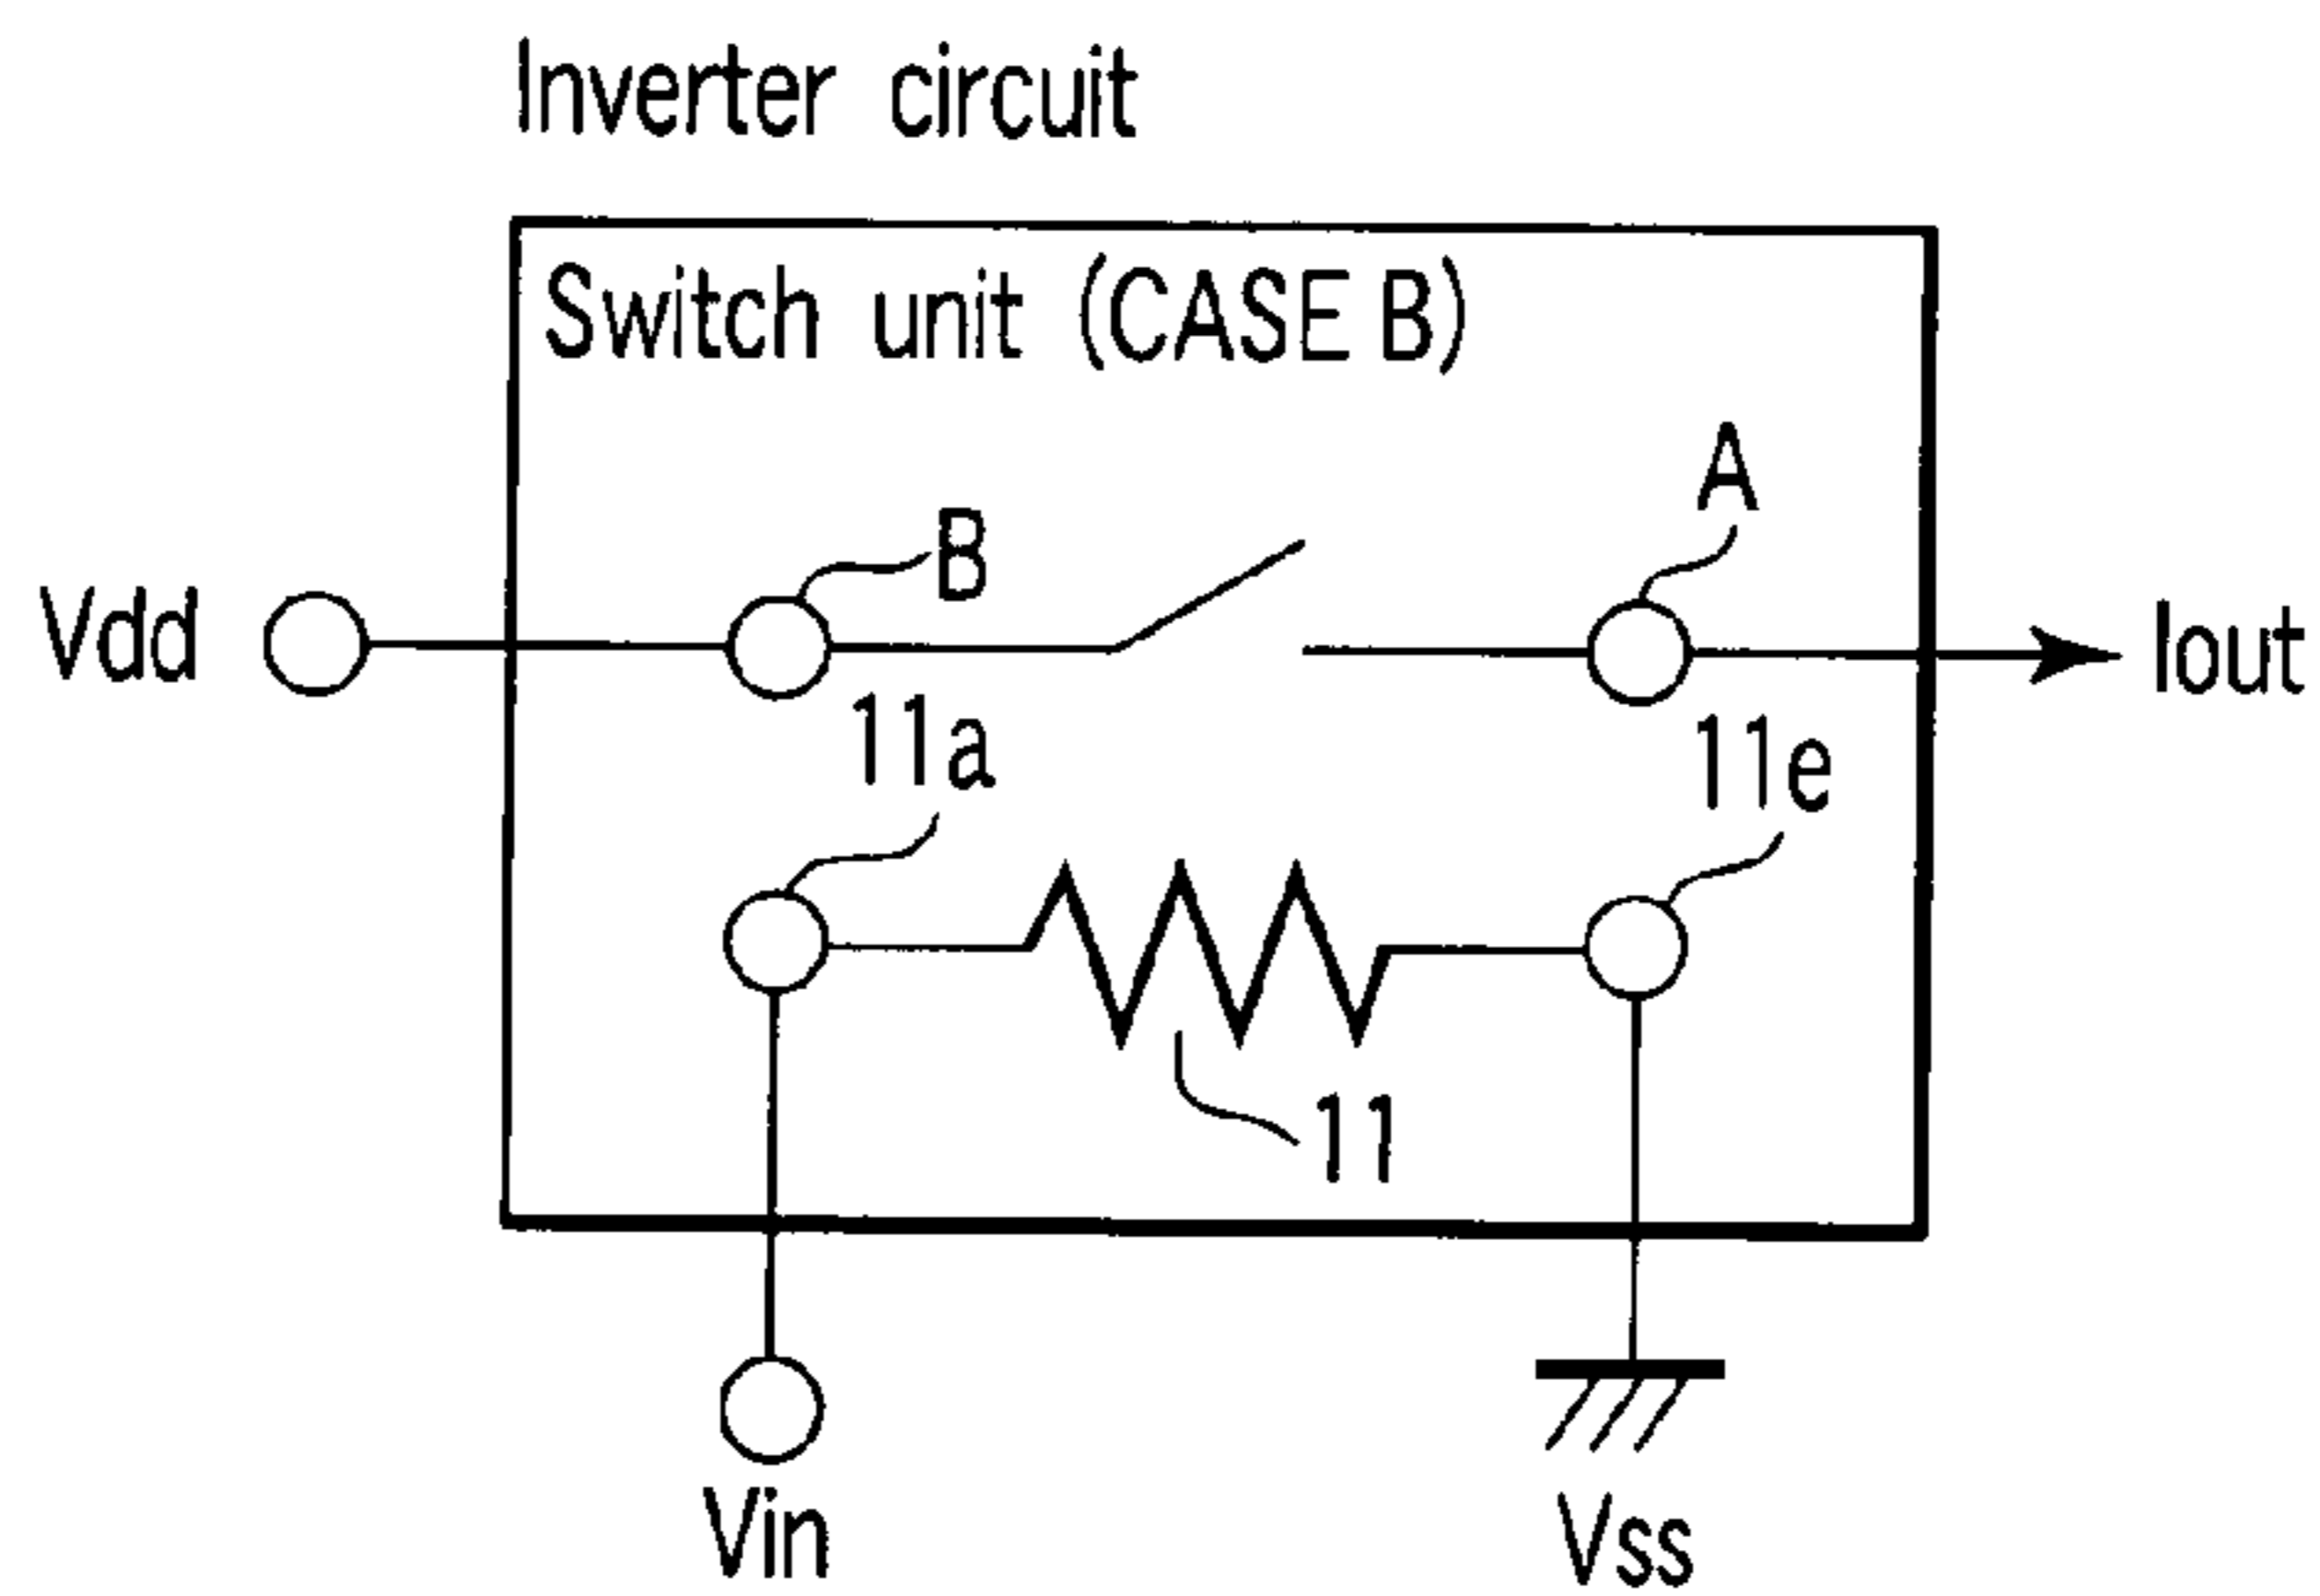 Inverter circuit
Switch unit (CASE B)
A
B
Vdd
Iout
11a
11e
11
Vin
Vss